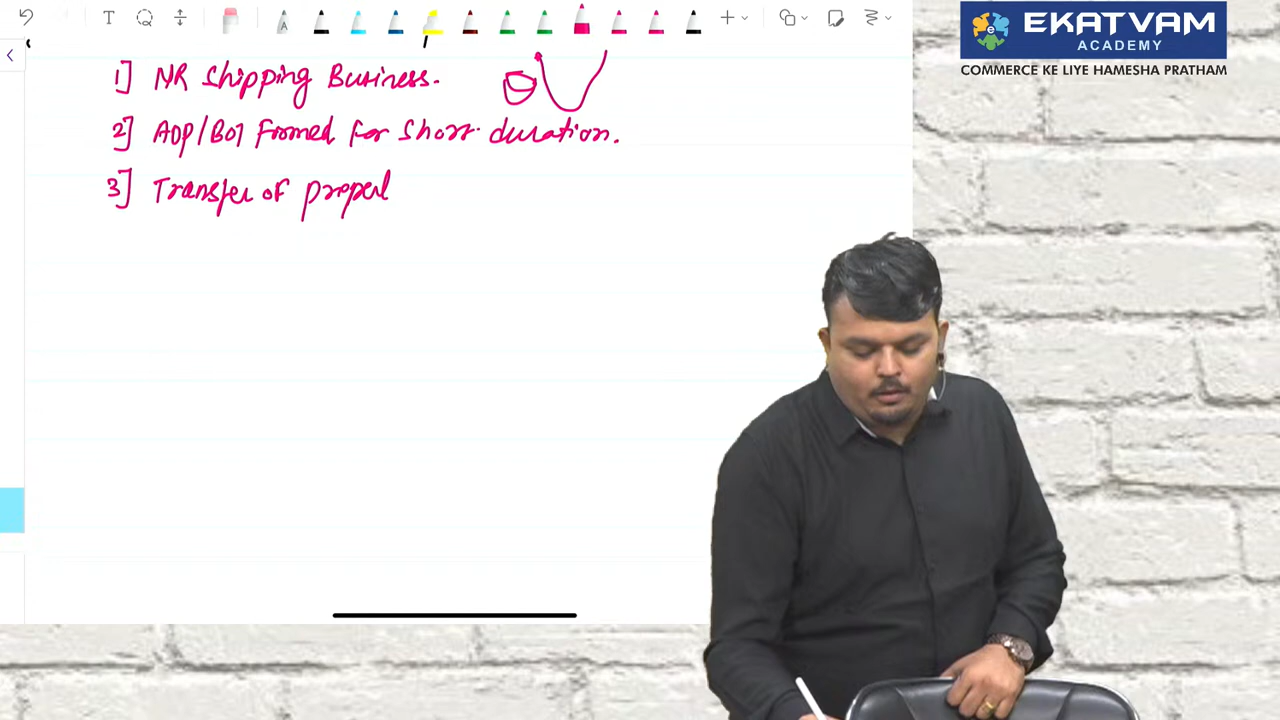 EKATVAM
ACADEMY
COMMERCE KE LIYE HAMESHA PRATHAM
1] NR Shipping Business.
2] AOP/BOI Formed for Short duration.
3] Transfer of propert